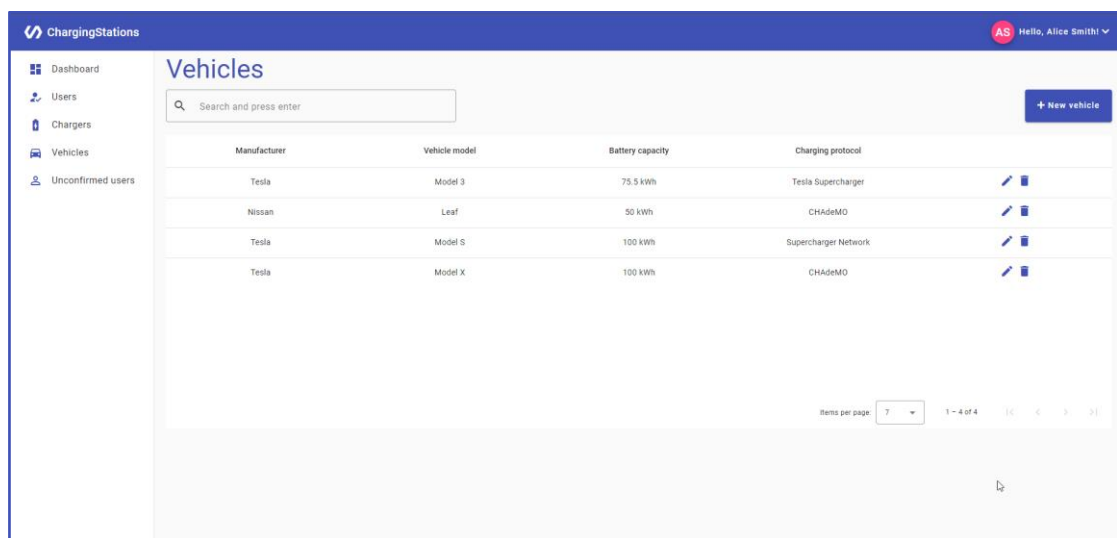 ChargingStations
AS Hello, Alice Smith!
Dashboard
Users
Chargers
Vehicles
Unconfirmed users
Vehicles
Search and press enter
+ New vehicle
Manufacturer Vehicle model Battery capacity Charging protocol
Tesla Model 3 75.5 kWh Tesla Supercharger
Nissan Leaf 50 kWh CHAdeMO
Tesla Model S 100 kWh Supercharger Network
Tesla Model X 100 kWh CHAdeMO
Items per page: 7 1 – 4 of 4